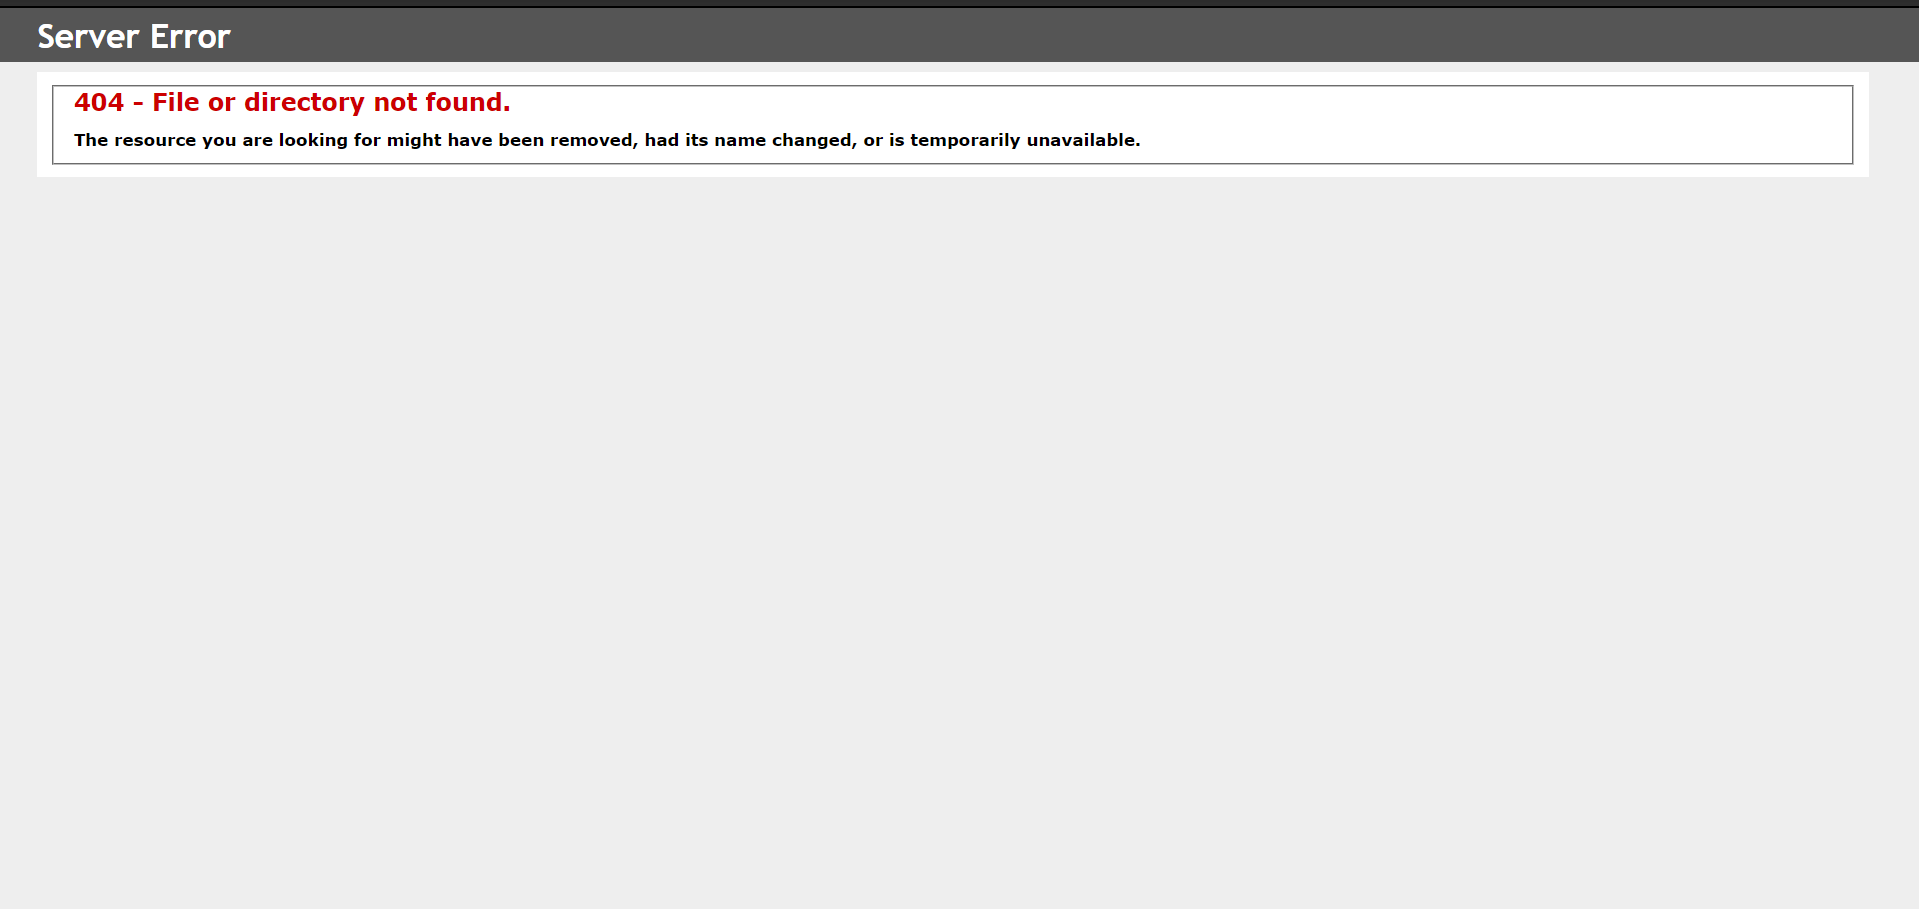 Server Error
404 - File or directory not found.
The resource you are looking for might have been removed, had its name changed, or is temporarily unavailable.